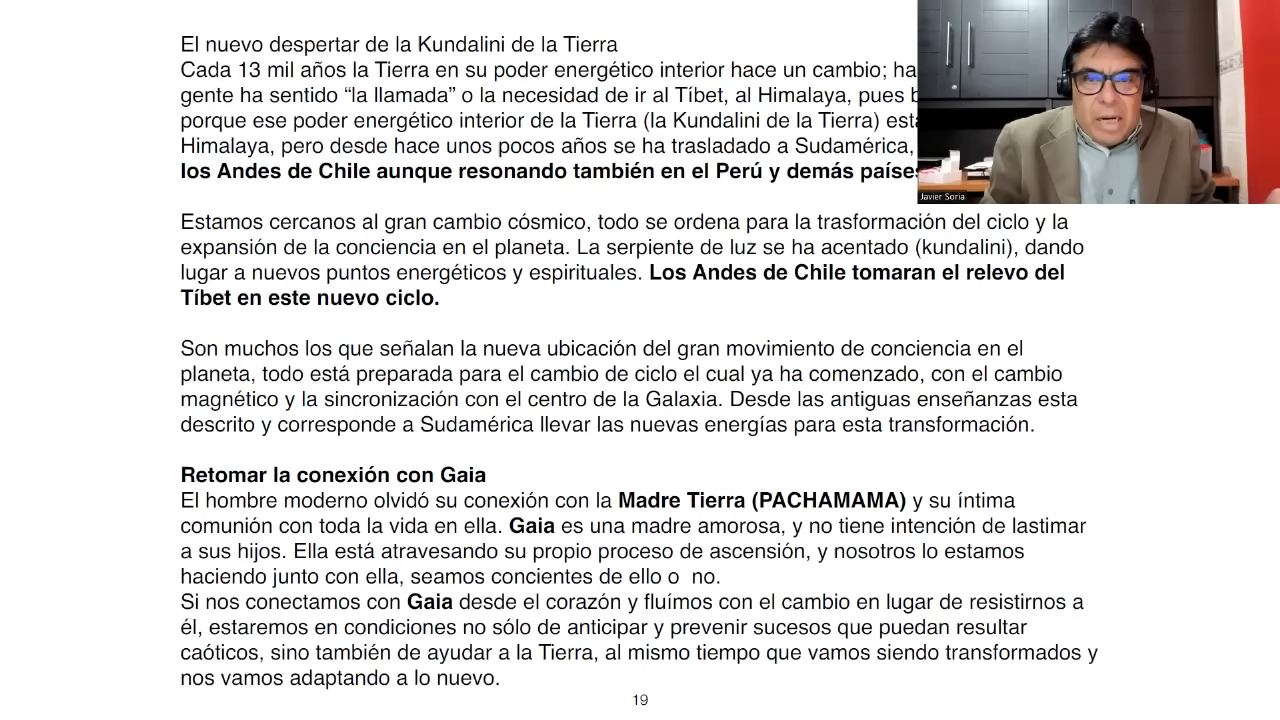 El nuevo despertar de la Kundalini de la Tierra
Cada 13 mil años la Tierra en su poder energético interior hace un cambio;
gente ha sentido “la llamada” o la necesidad de ir al Tíbet, al Himalaya, pues
porque ese poder energético interior de la Tierra (la Kundalini de la Tierra)
Himalaya, pero desde hace unos pocos años se ha trasladado a Sudamérica,
los Andes de Chile aunque resonando también en el Perú y demás países
Estamos cercanos al gran cambio cósmico, todo se ordena para la trasformación del ciclo y la
expansión de la conciencia en el planeta. La serpiente de luz se ha acentado (kundalini), dando
lugar a nuevos puntos energéticos y espirituales. Los Andes de Chile tomaran el relevo del
Tíbet en este nuevo ciclo.
Son muchos los que señalan la nueva ubicación del gran movimiento de conciencia en el
planeta, todo está preparada para el cambio de ciclo el cual ya ha comenzado, con el cambio
magnético y la sincronización con el centro de la Galaxia. Desde las antiguas enseñanzas esta
descrito y corresponde a Sudamérica llevar las nuevas energías para esta transformación.
Retomar la conexión con Gaia
El hombre moderno olvidó su conexión con la Madre Tierra (PACHAMAMA) y su íntima
comunión con toda la vida en ella. Gaia es una madre amorosa, y no tiene intención de lastimar
a sus hijos. Ella está atravesando su propio proceso de ascensión, y nosotros lo estamos
haciendo junto con ella, seamos concientes de ello o  no.
Si nos conectamos con Gaia desde el corazón y fluímos con el cambio en lugar de resistirnos a
él, estaremos en condiciones no sólo de anticipar y prevenir sucesos que puedan resultar
caóticos, sino también de ayudar a la Tierra, al mismo tiempo que vamos siendo transformados y
nos vamos adaptando a lo nuevo.
19
Javier Soria